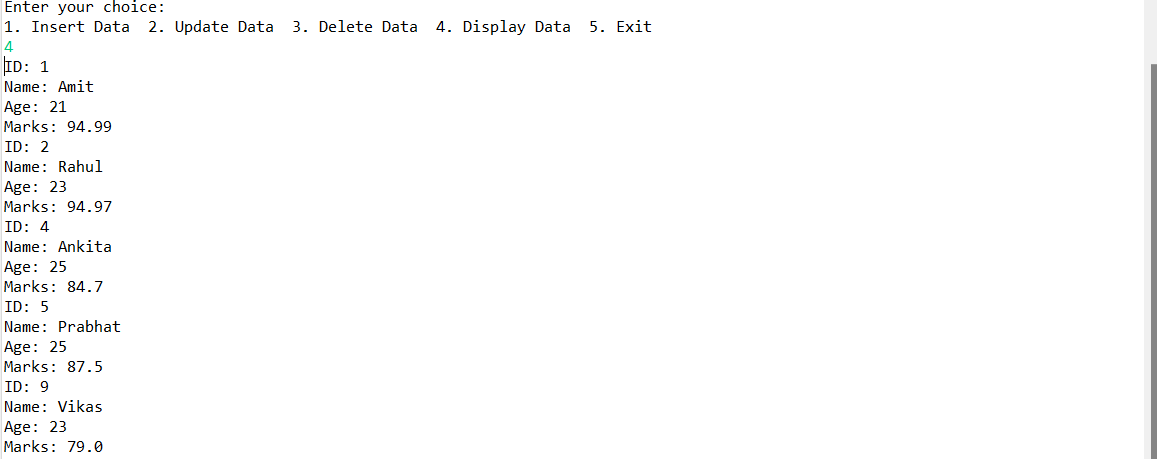 Enter your choice:
1. Insert Data  2. Update Data  3. Delete Data  4. Display Data  5. Exit
4
ID: 1
Name: Amit
Age: 21
Marks: 94.99
ID: 2
Name: Rahul
Age: 23
Marks: 94.97
ID: 4
Name: Ankita
Age: 25
Marks: 84.7
ID: 5
Name: Prabhat
Age: 25
Marks: 87.5
ID: 9
Name: Vikas
Age: 23
Marks: 79.0